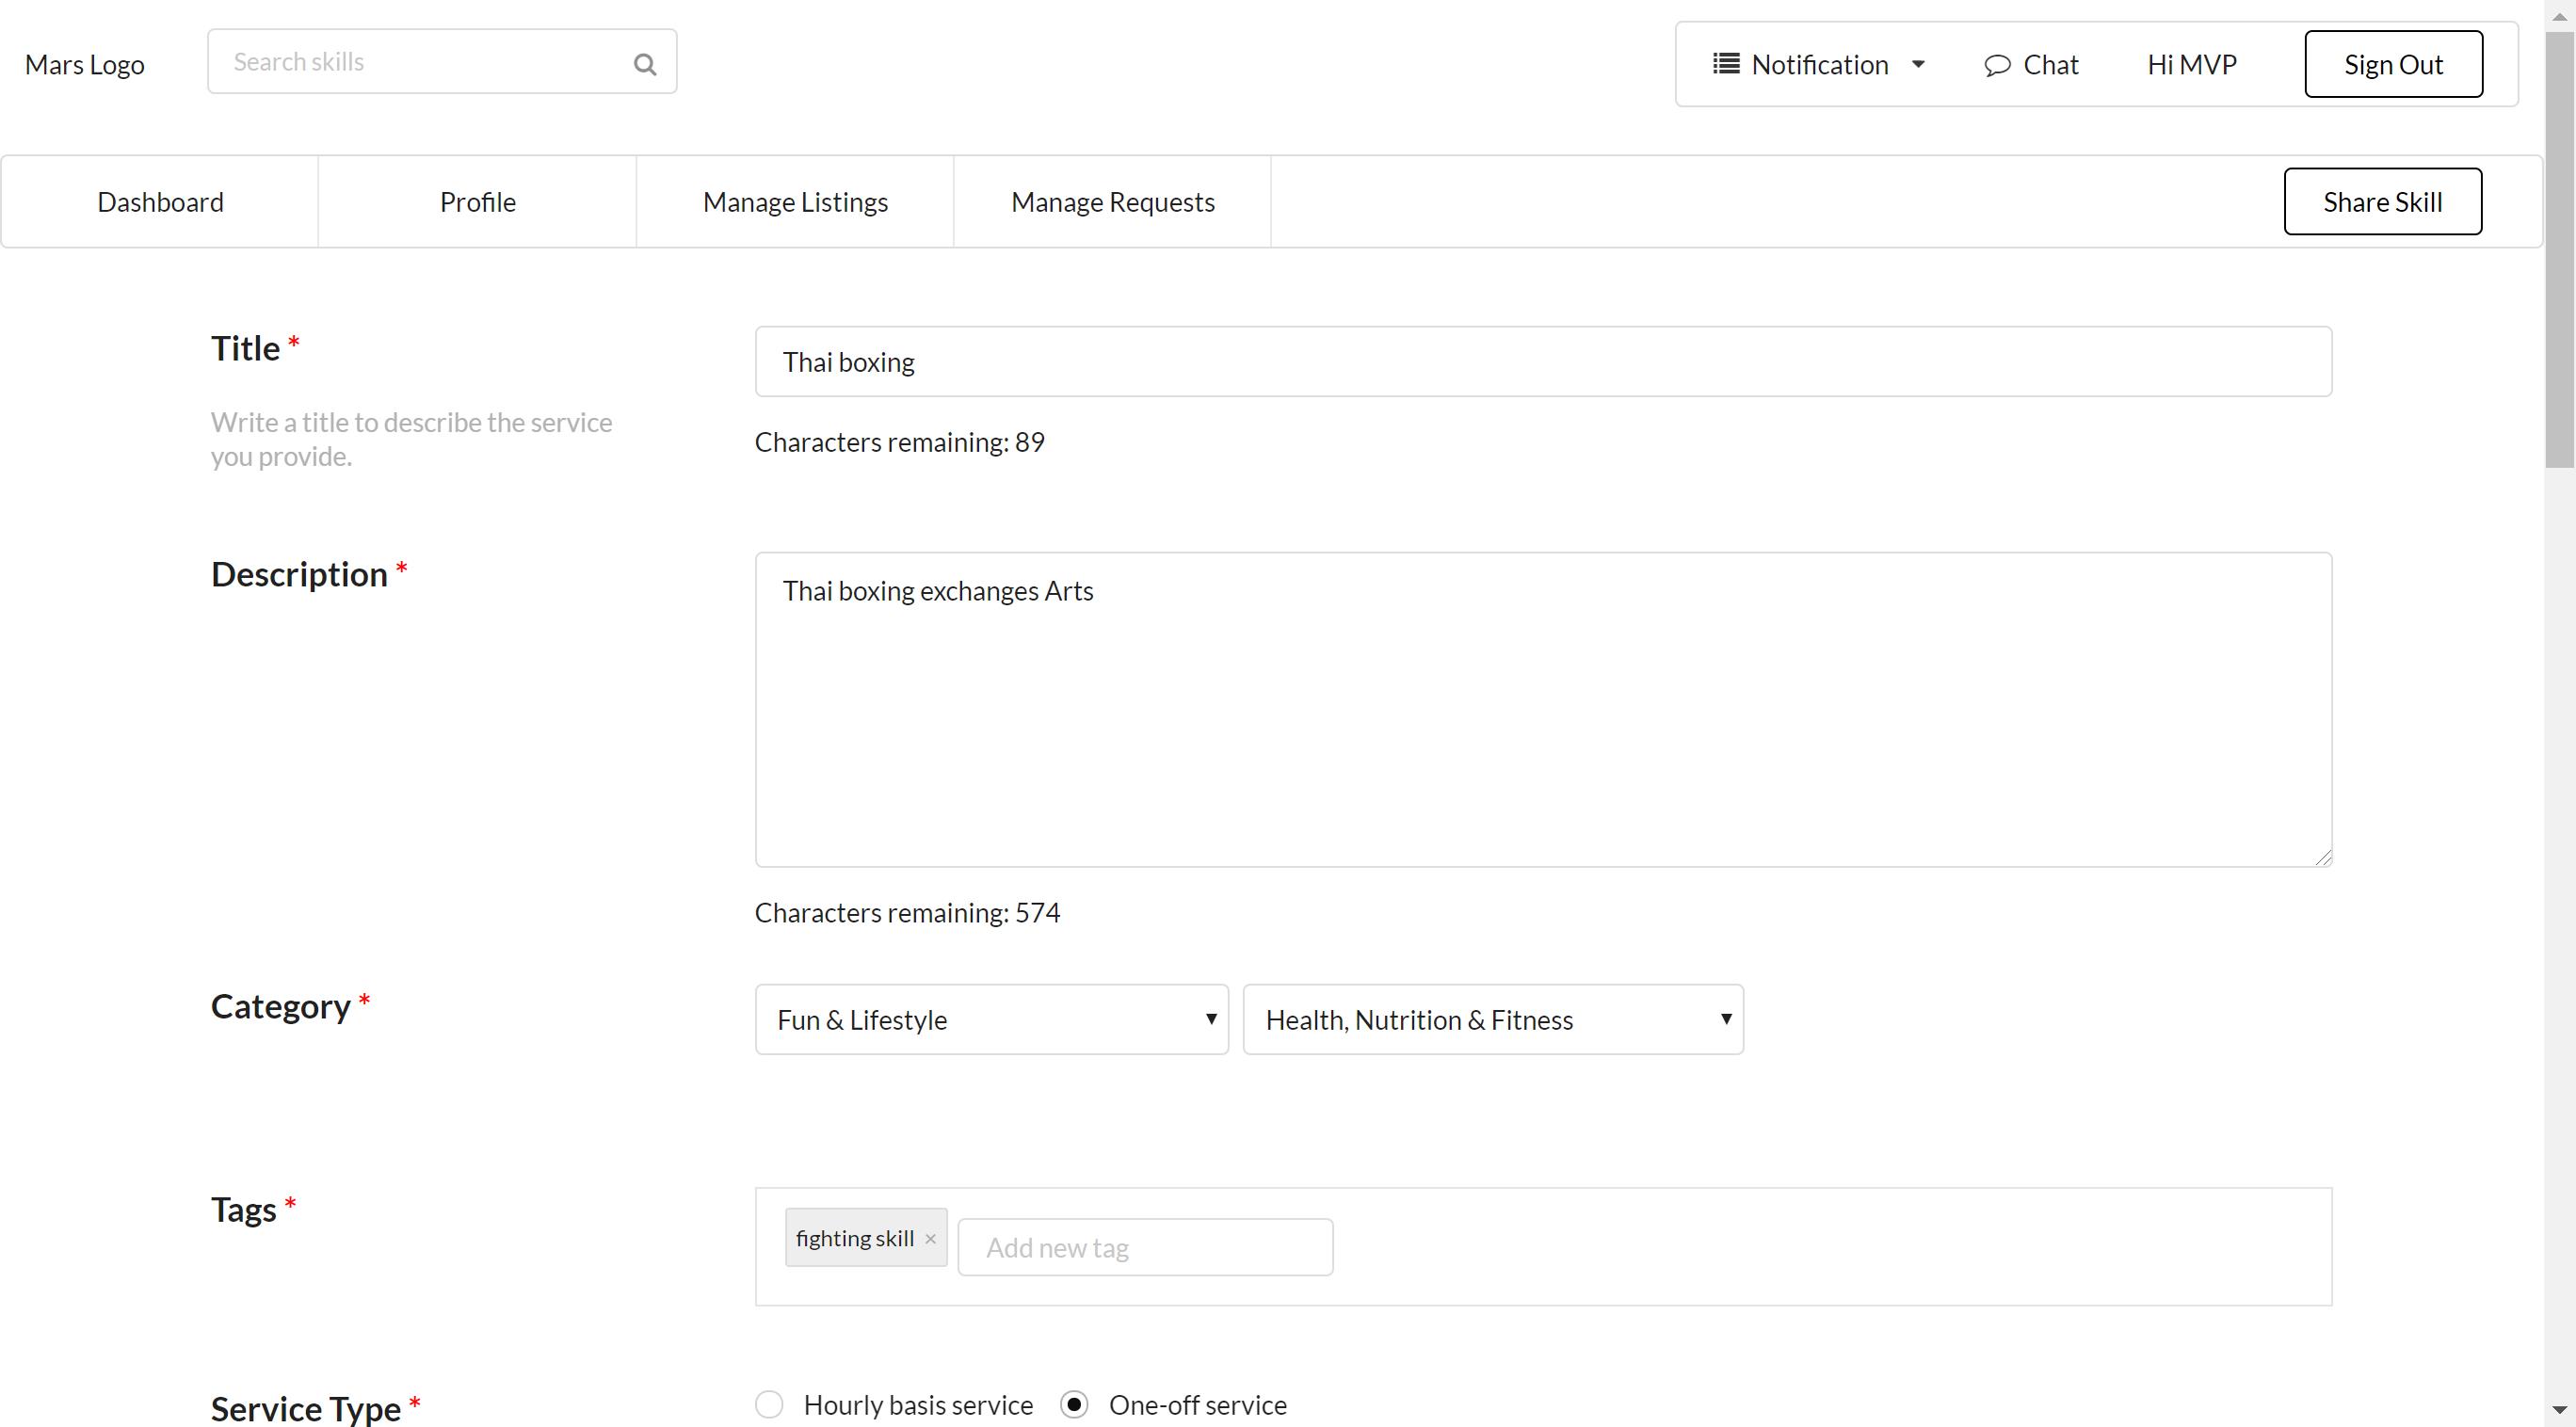 Mars Logo
Search skills
Notification
Chat
Hi MVP
Sign Out
Dashboard
Profile
Manage Listings
Manage Requests
Share Skill
Title *
Write a title to describe the service
you provide.
Thai boxing
Characters remaining: 89
Description *
Thai boxing exchanges Arts
Characters remaining: 574
Category *
Fun & Lifestyle
Health, Nutrition & Fitness
Tags *
fighting skill ×
Add new tag
Service Type *
Hourly basis service
One-off service